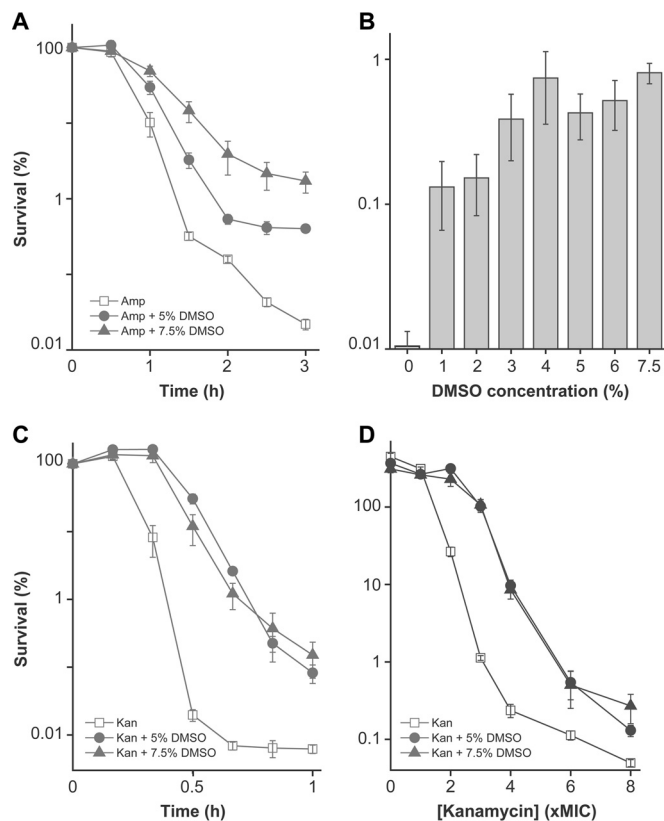 A
Survival (%)
100
1
0.01
Amp
Amp + 5% DMSO
Amp + 7.5% DMSO
0 1 2 3
Time (h)
B
1
0.1
0.01
0 1 2 3 4 5 6 7.5
DMSO concentration (%)
C
Survival (%)
100
1
0.01
Kan
Kan + 5% DMSO
Kan + 7.5% DMSO
0 0.5 1
Time (h)
D
100
10
1
0.1
Kan
Kan + 5% DMSO
Kan + 7.5% DMSO
0 2 4 6 8
[Kanamycin] (xMIC)